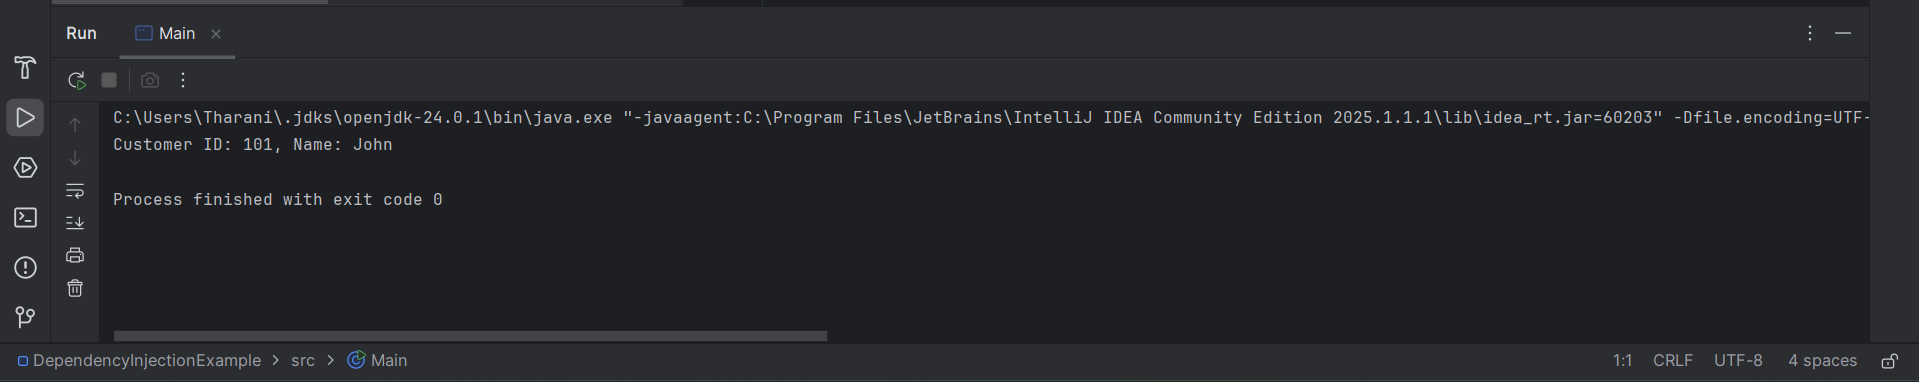 Run Main
C:\Users\Tharani\.jdks\openjdk-24.0.1\bin\java.exe "-javaagent:C:\Program Files\JetBrains\IntelliJ IDEA Community Edition 2025.1.1.1\lib\idea_rt.jar=60203" -Dfile.encoding=UTF-
Customer ID: 101, Name: John
Process finished with exit code 0
DependencyInjectionExample > src > Main 1:1 CRLF UTF-8 4 spaces